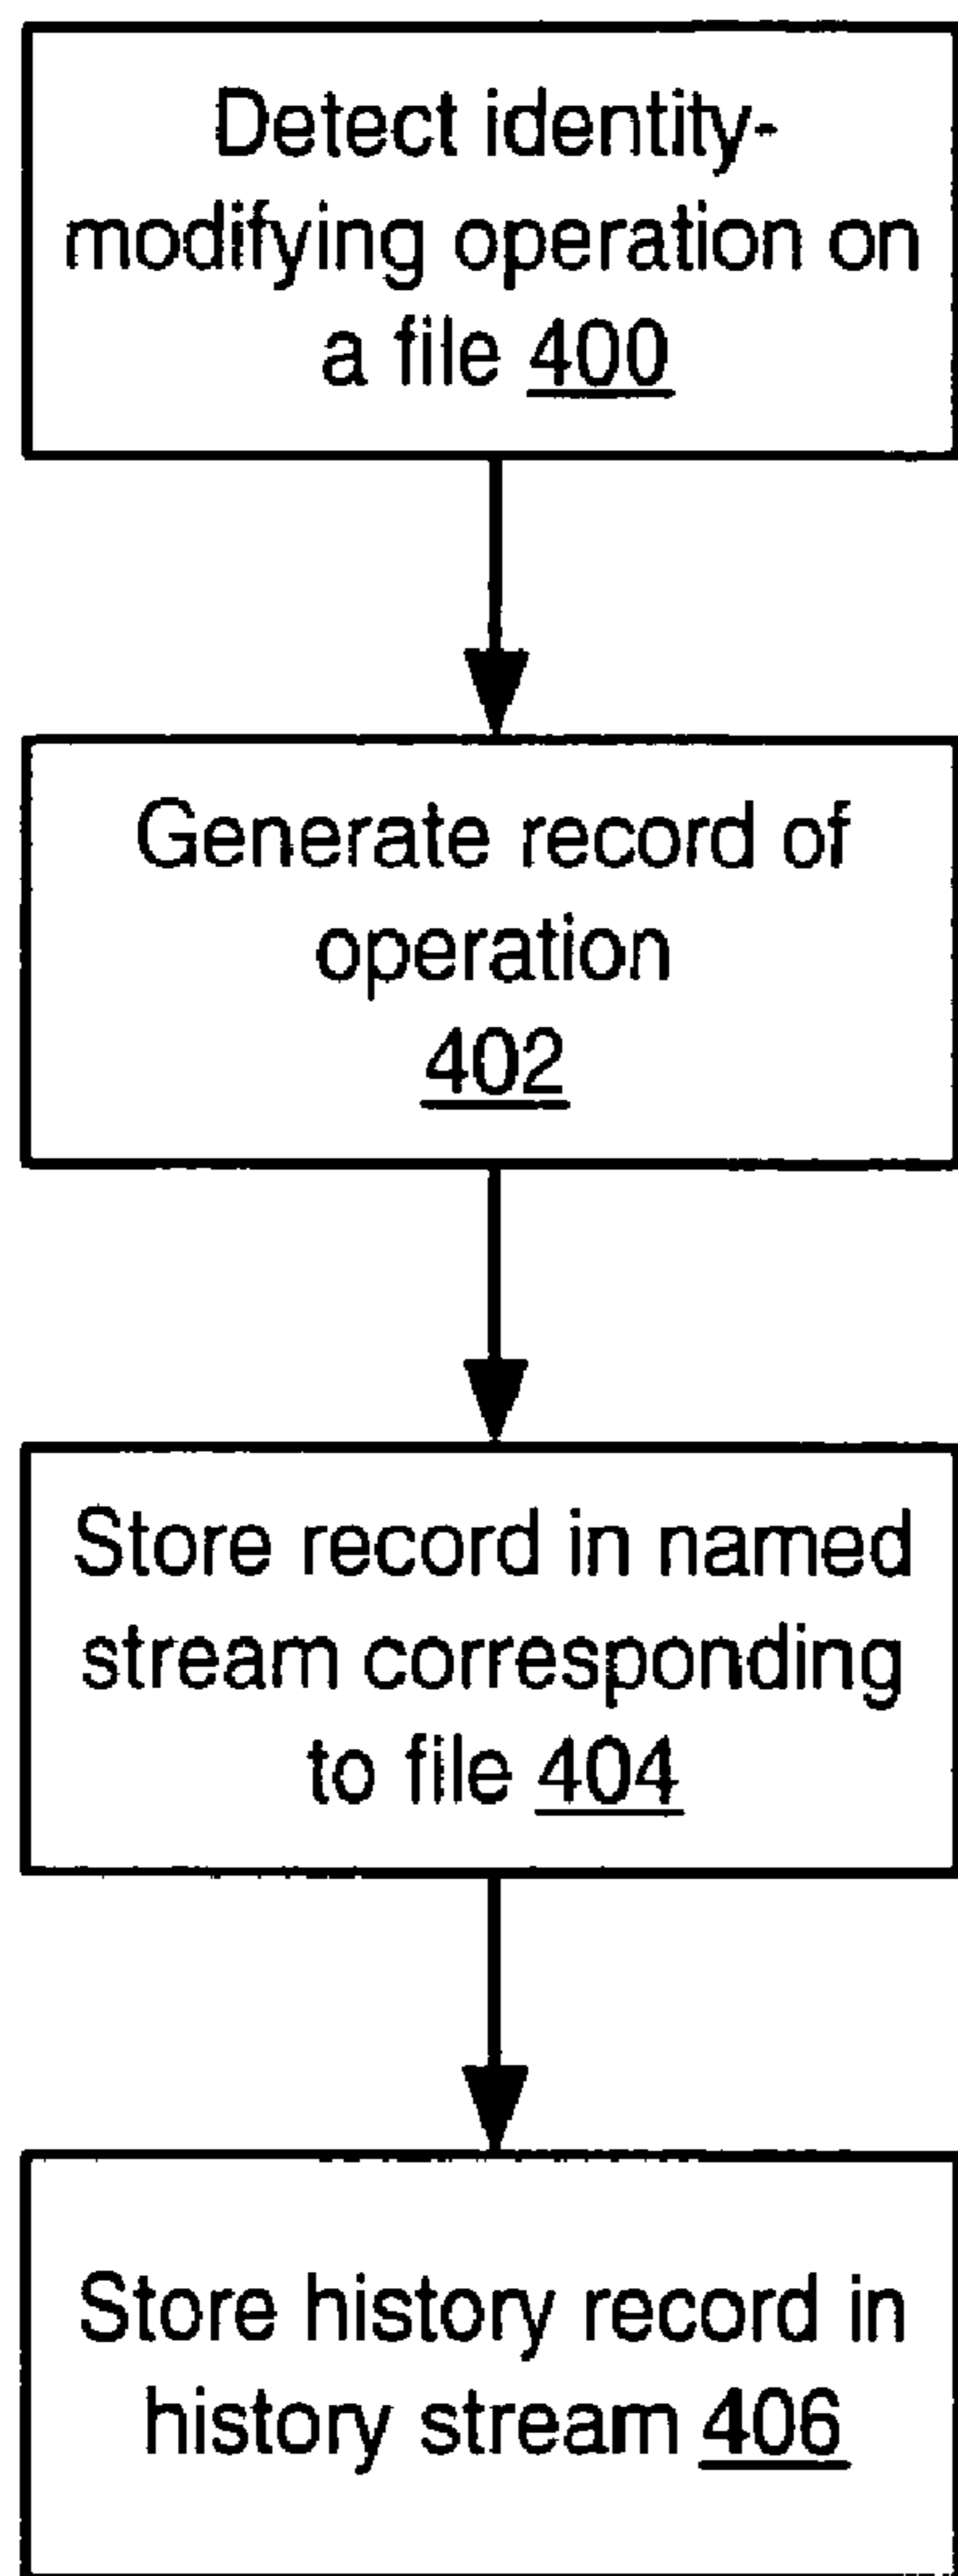 Detect identity-
modifying operation on
a file 400
Generate record of
operation
402
Store record in named
stream corresponding
to file 404
Store history record in
history stream 406